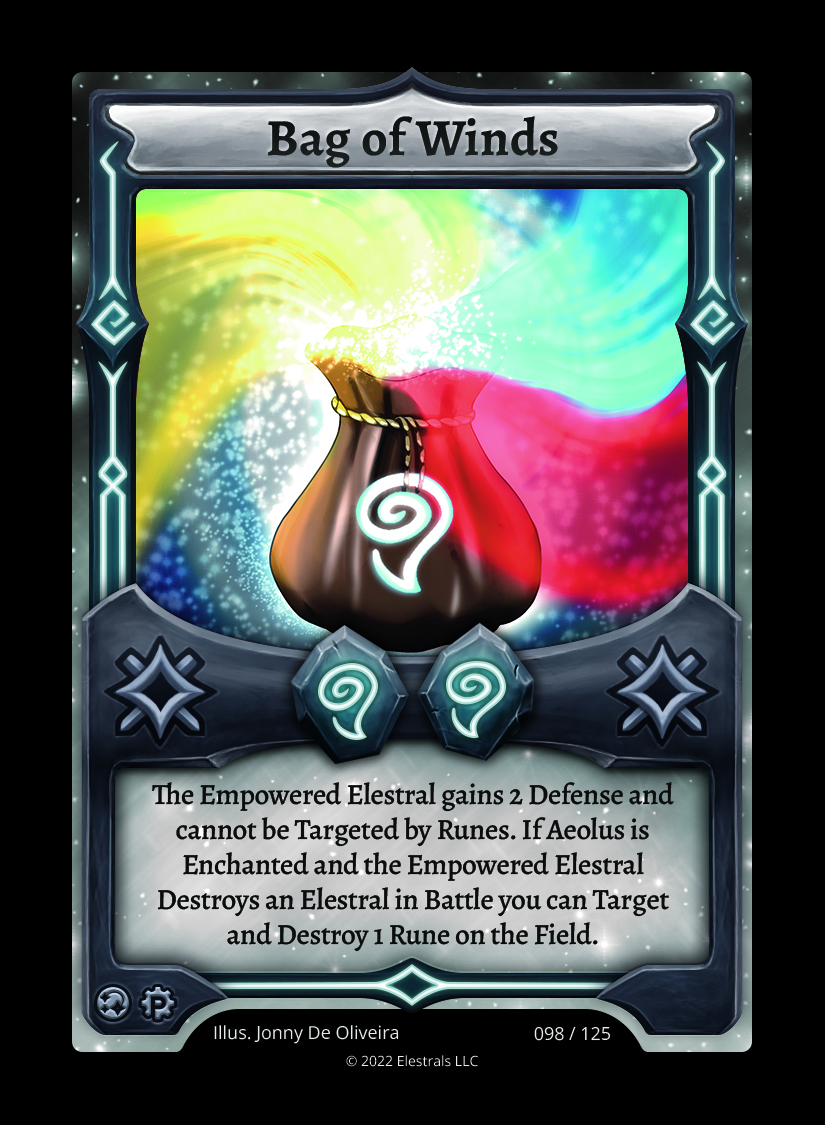 Bag of Winds
The Empowered Elestral gains 2 Defense and
cannot be Targeted by Runes. If Aeolus is
Enchanted and the Empowered Elestral
Destroys an Elestral in Battle you can Target
and Destroy 1 Rune on the Field.
P
Illus. Jonny De Oliveira 098 / 125
© 2022 Elestrals LLC